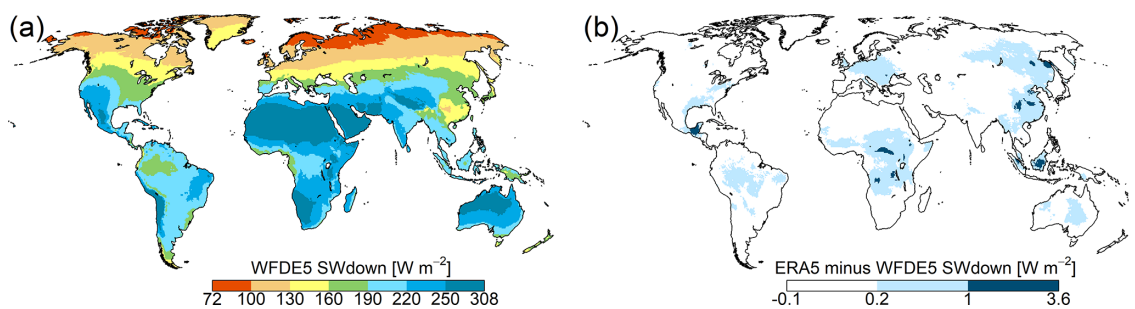 (a)
WFDE5 SWdown [W m−2]
72 100 130 160 190 220 250 308
(b)
ERA5 minus WFDE5 SWdown [W m−2]
-0.1 0.2 1 3.6